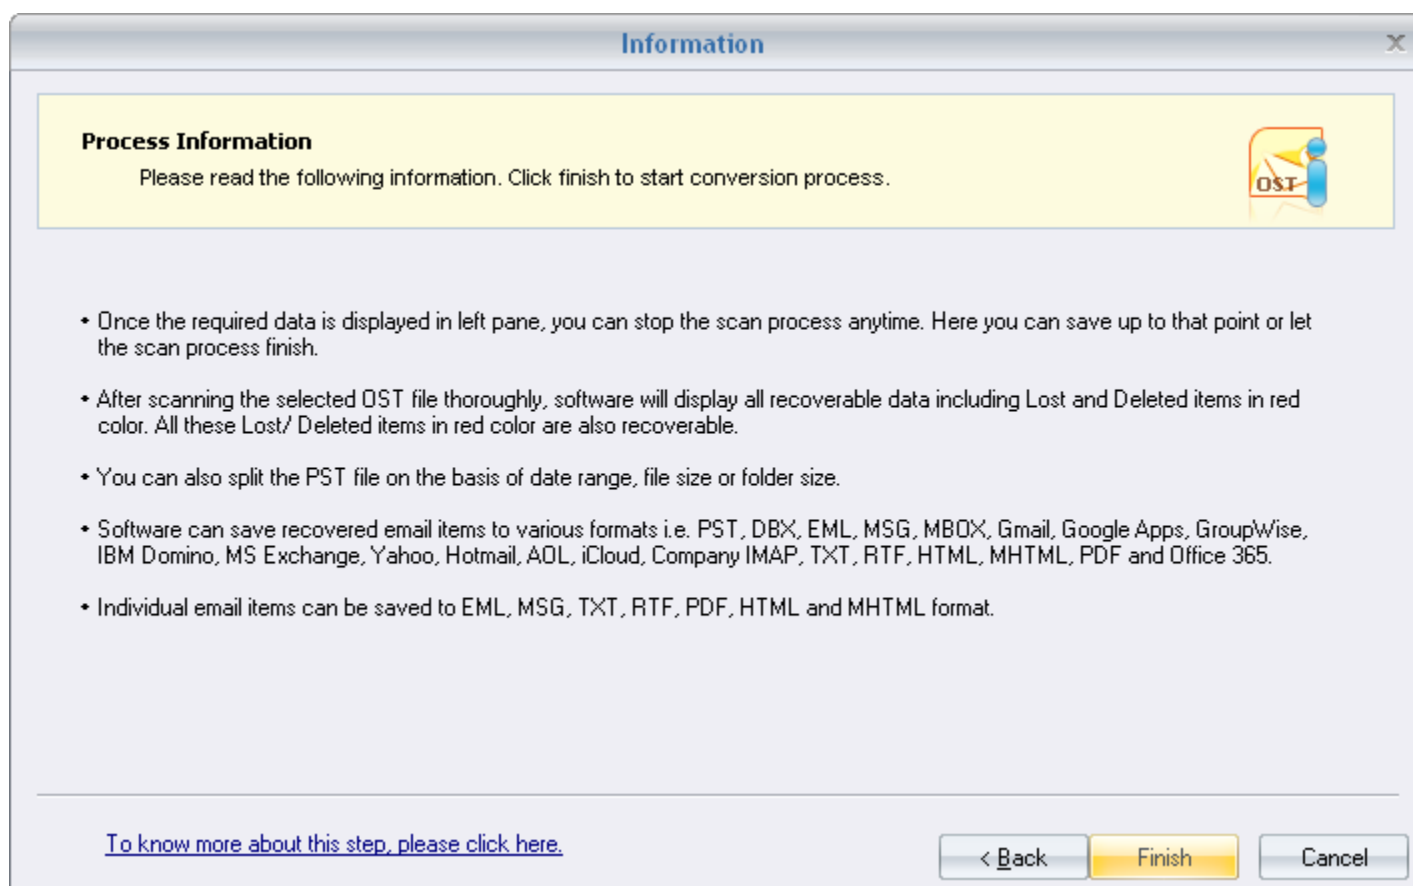 Information
X
Process Information
Please read the following information. Click finish to start conversion process.
OST
• Once the required data is displayed in left pane, you can stop the scan process anytime. Here you can save up to that point or let
the scan process finish.
• After scanning the selected OST file thoroughly, software will display all recoverable data including Lost and Deleted items in red
color. All these Lost/ Deleted items in red color are also recoverable.
• You can also split the PST file on the basis of date range, file size or folder size.
• Software can save recovered email items to various formats i.e. PST, DBX, EML, MSG, MBOX, Gmail, Google Apps, GroupWise,
IBM Domino, MS Exchange, Yahoo, Hotmail, AOL, iCloud, Company IMAP, TXT, RTF, HTML, MHTML, PDF and Office 365.
• Individual email items can be saved to EML, MSG, TXT, RTF, PDF, HTML and MHTML format.
To know more about this step, please click here.
< Back
Finish
Cancel